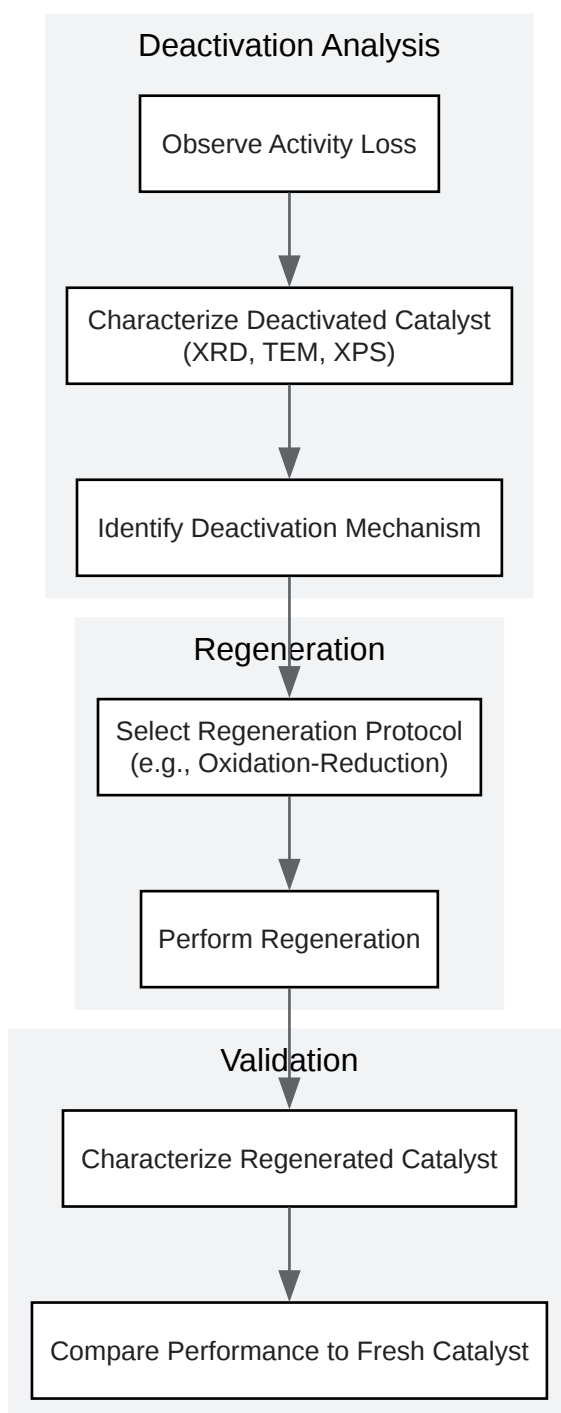 Deactivation Analysis
Observe Activity Loss
Characterize Deactivated Catalyst
(XRD, TEM, XPS)
Identify Deactivation Mechanism
Regeneration
Select Regeneration Protocol
(e.g., Oxidation-Reduction)
Perform Regeneration
Validation
Characterize Regenerated Catalyst
Compare Performance to Fresh Catalyst